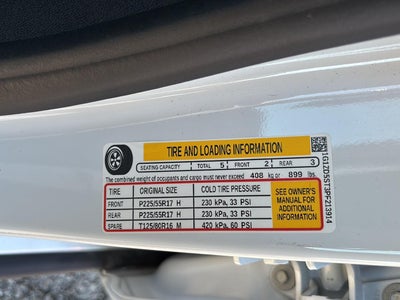 TIRE AND LOADING INFORMATION
SEATING CAPACITY TOTAL 5 FRONT 2 REAR 3
The combined weight of occupants and cargo must never exceed 408 kg or 899 lbs.
TIRE ORIGINAL SIZE COLD TIRE PRESSURE
FRONT P225/55R17 H 230 kPa, 33 PSI
REAR P225/55R17 H 230 kPa, 33 PSI
SPARE T125/80R16 M 420 kPa, 60 PSI
SEE OWNER'S
MANUAL FOR
ADDITIONAL
INFORMATION
1G1ZD5ST3PF213914